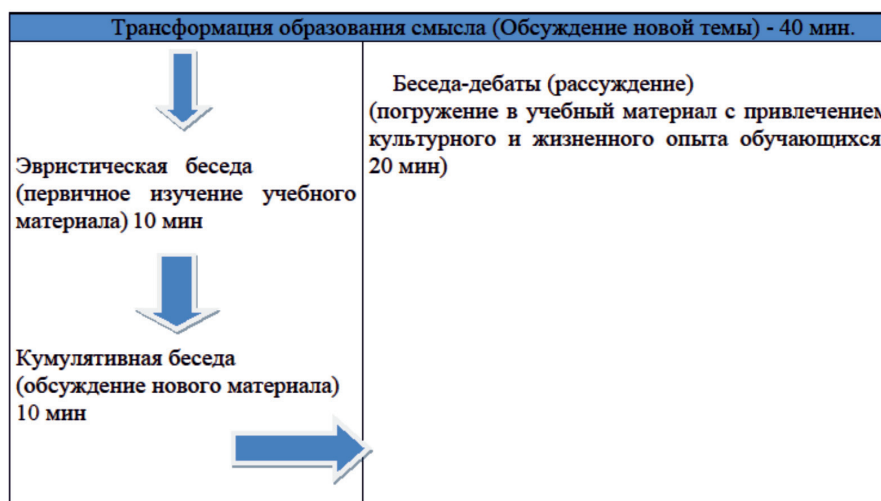 Трансформация образования смысла (Обсуждение новой темы) - 40 мин.
Эвристическая беседа
(первичное изучение учебного
материала) 10 мин
Кумулятивная беседа
(обсуждение нового материала)
10 мин
Беседа-дебаты (рассуждение)
(погружение в учебный материал с привлечением
культурного и жизненного опыта обучающихся
20 мин)